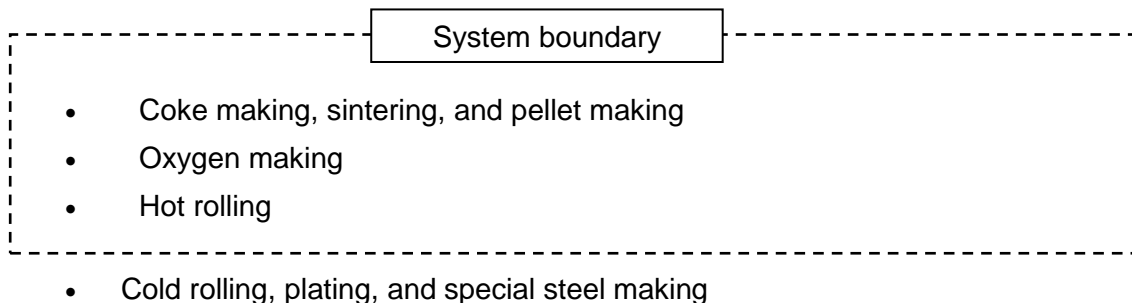 System boundary
• Coke making, sintering, and pellet making
• Oxygen making
• Hot rolling
• Cold rolling, plating, and special steel making